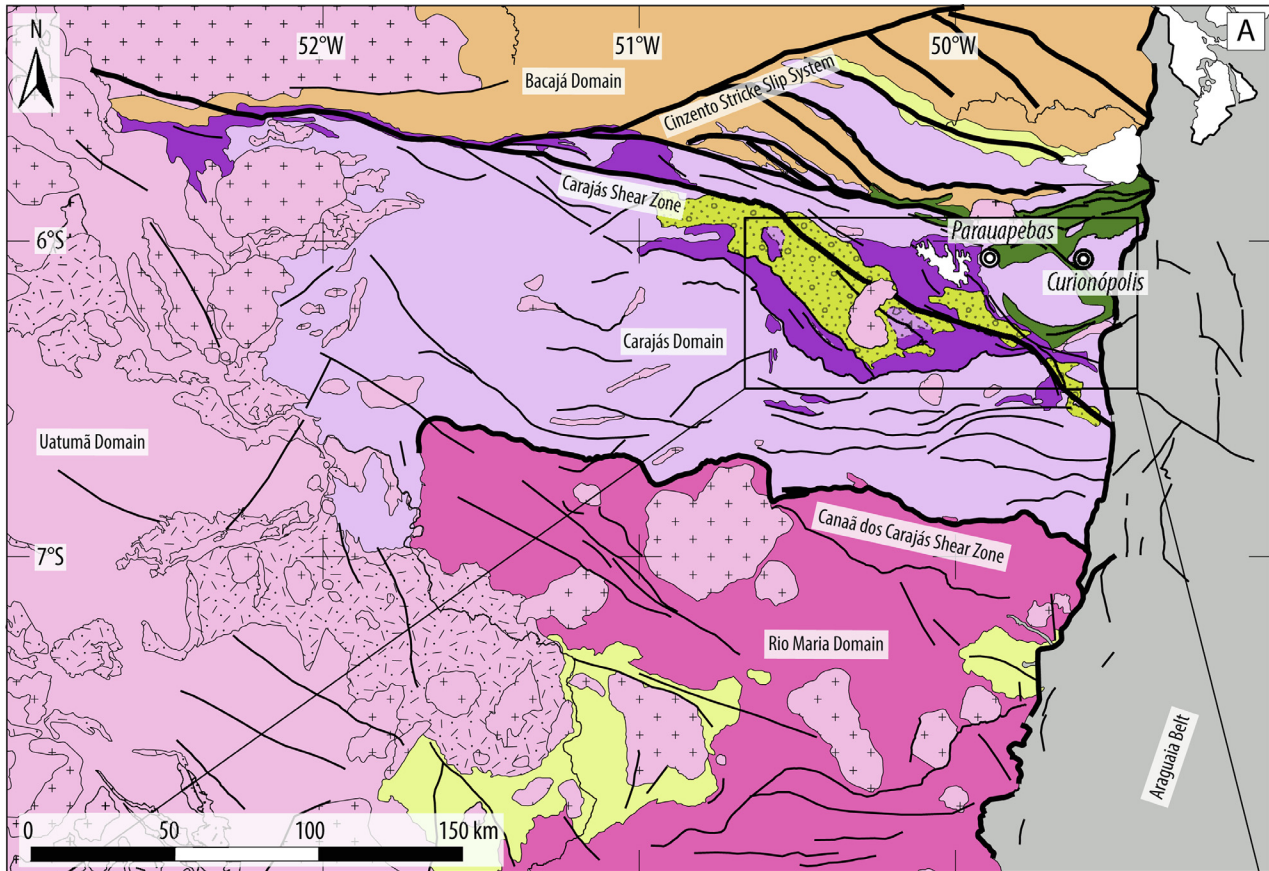 N
A
52°W
51°W
50°W
Bacajá Domain
Cinzento Stricke Slip System
Carajás Shear Zone
6°S
Parauapebas
Curionópolis
Carajás Domain
Uatumã Domain
Canaã dos Carajás Shear Zone
7°S
Rio Maria Domain
Araguaia Belt
0 50 100 150 km